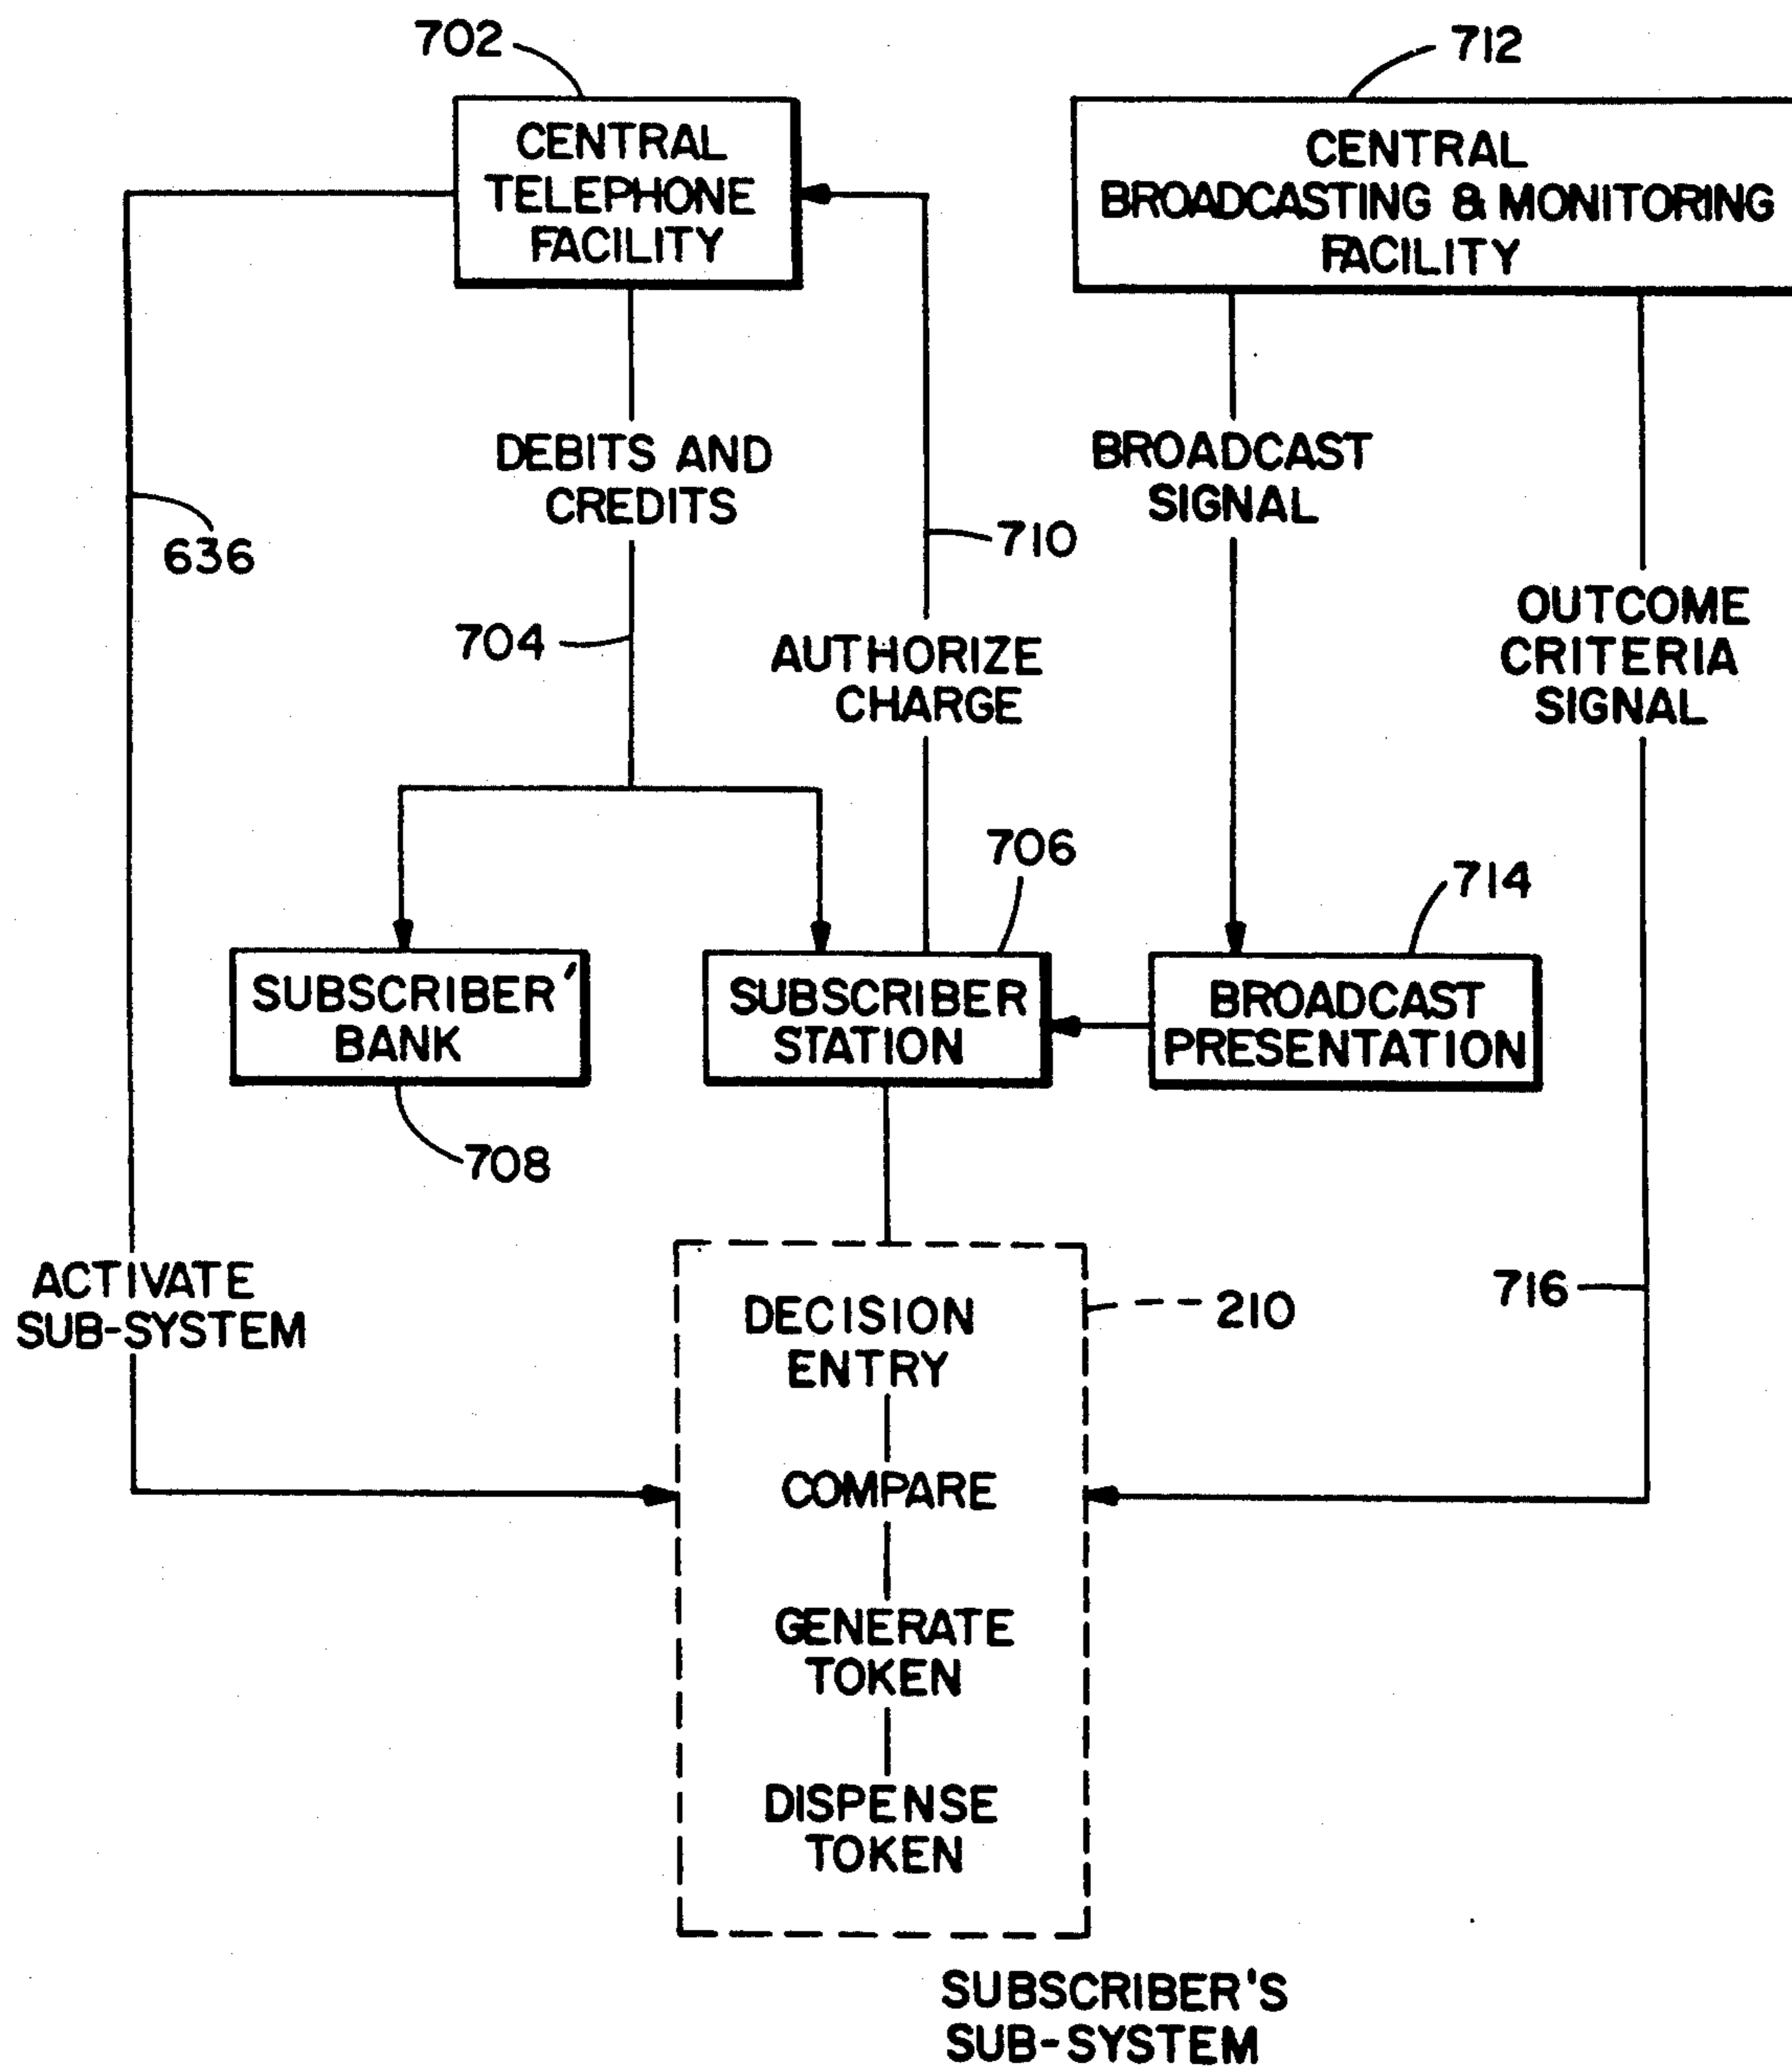 702
712
CENTRAL
TELEPHONE
FACILITY
CENTRAL
BROADCASTING & MONITORING
FACILITY
DEBITS AND
CREDITS
BROADCAST
SIGNAL
636
710
704
AUTHORIZE
CHARGE
OUTCOME
CRITERIA
SIGNAL
706
714
SUBSCRIBER'
BANK
SUBSCRIBER
STATION
BROADCAST
PRESENTATION
708
ACTIVATE
SUB-SYSTEM
DECISION
ENTRY
210
716
COMPARE
GENERATE
TOKEN
DISPENSE
TOKEN
SUBSCRIBER'S
SUB-SYSTEM